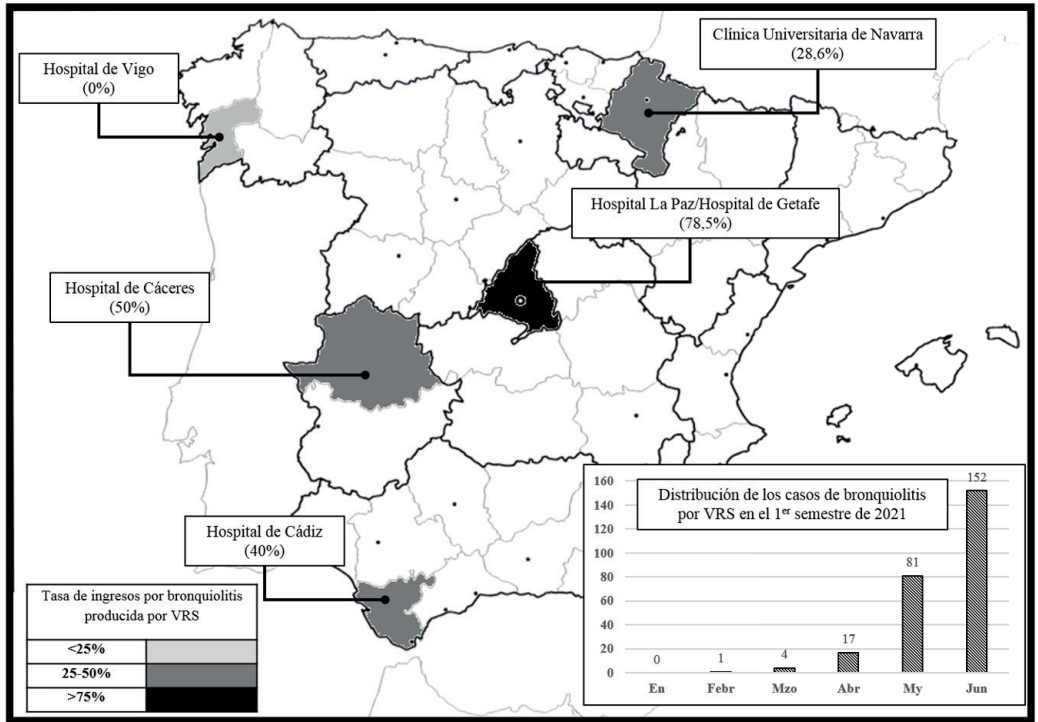 Clínica Universitaria de Navarra
(28,6%)
Hospital de Vigo
(0%)
Hospital La Paz/Hospital de Getafe
(78,5%)
Hospital de Cáceres
(50%)
Hospital de Cádiz
(40%)
Tasa de ingresos por bronquiolitis
producida por VRS
<25%
25-50%
>75%
Distribución de los casos de bronquiolitis
por VRS en el 1er semestre de 2021
160
140
120
100
80
60
40
20
0
0
1
4
17
81
152
En Febr Mzo Abr My Jun